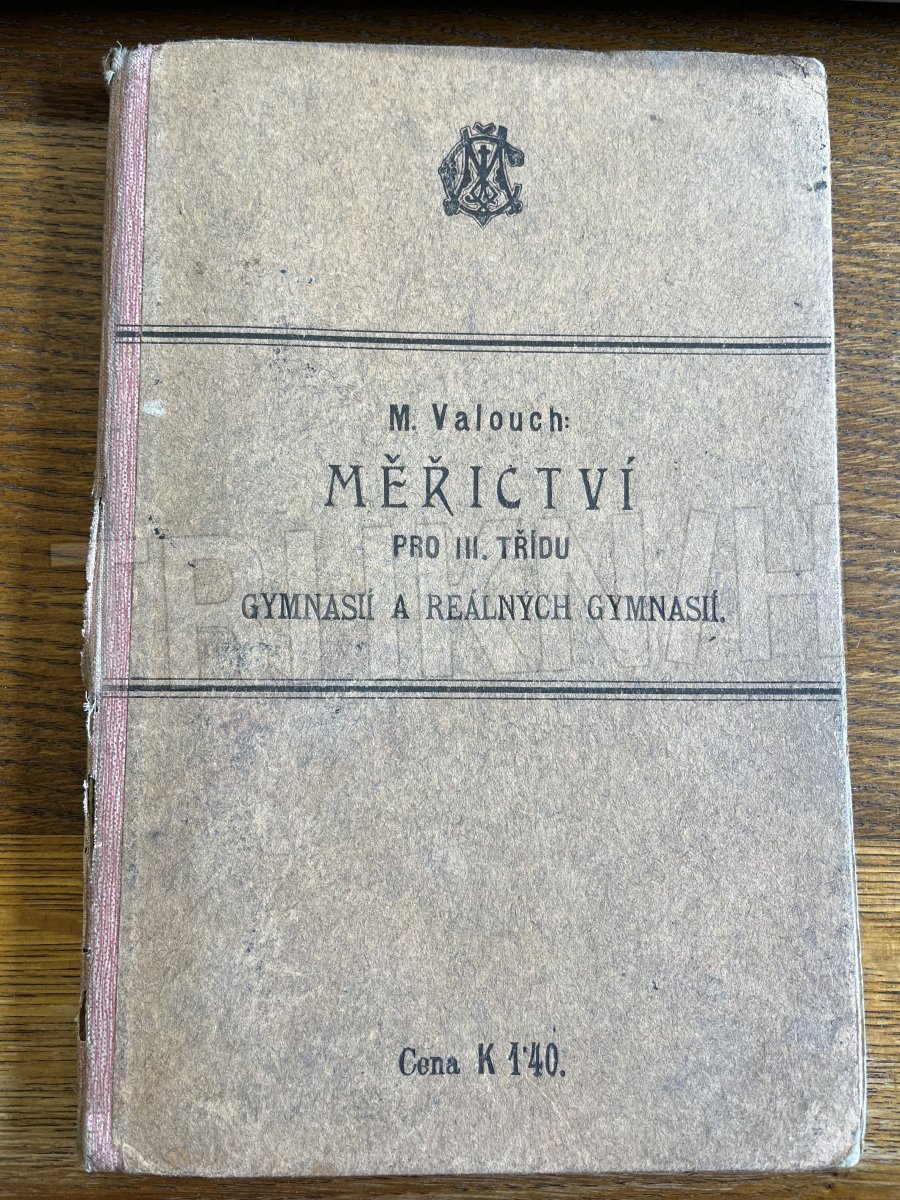 M. Valouch:
MĚŘICTVÍ
PRO III. TŘÍDU
GYMNASIÍ A REÁLNÝCH GYMNASIÍ.
Cena K 1·40.